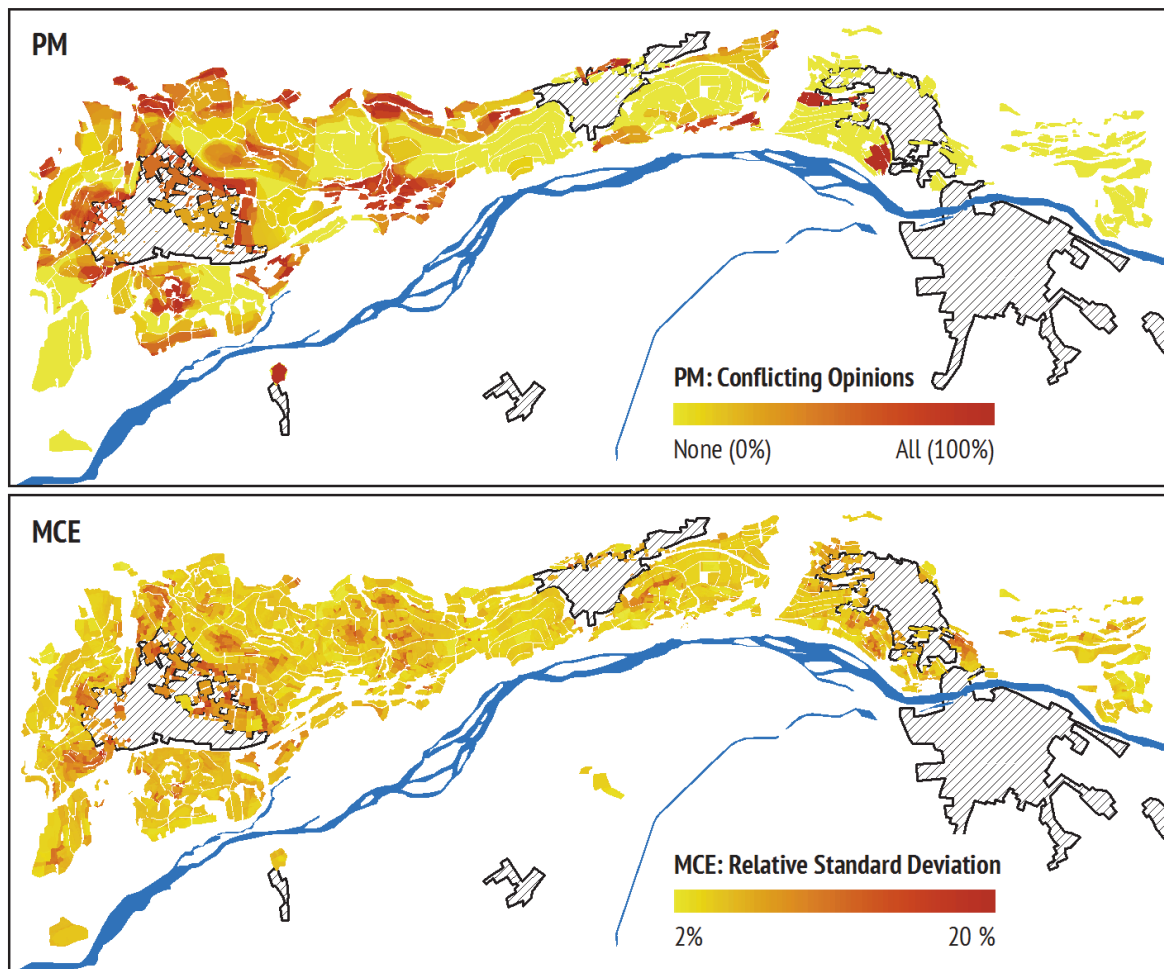 PM
PM: Conflicting Opinions
None (0%) All (100%)
MCE
MCE: Relative Standard Deviation
2% 20 %